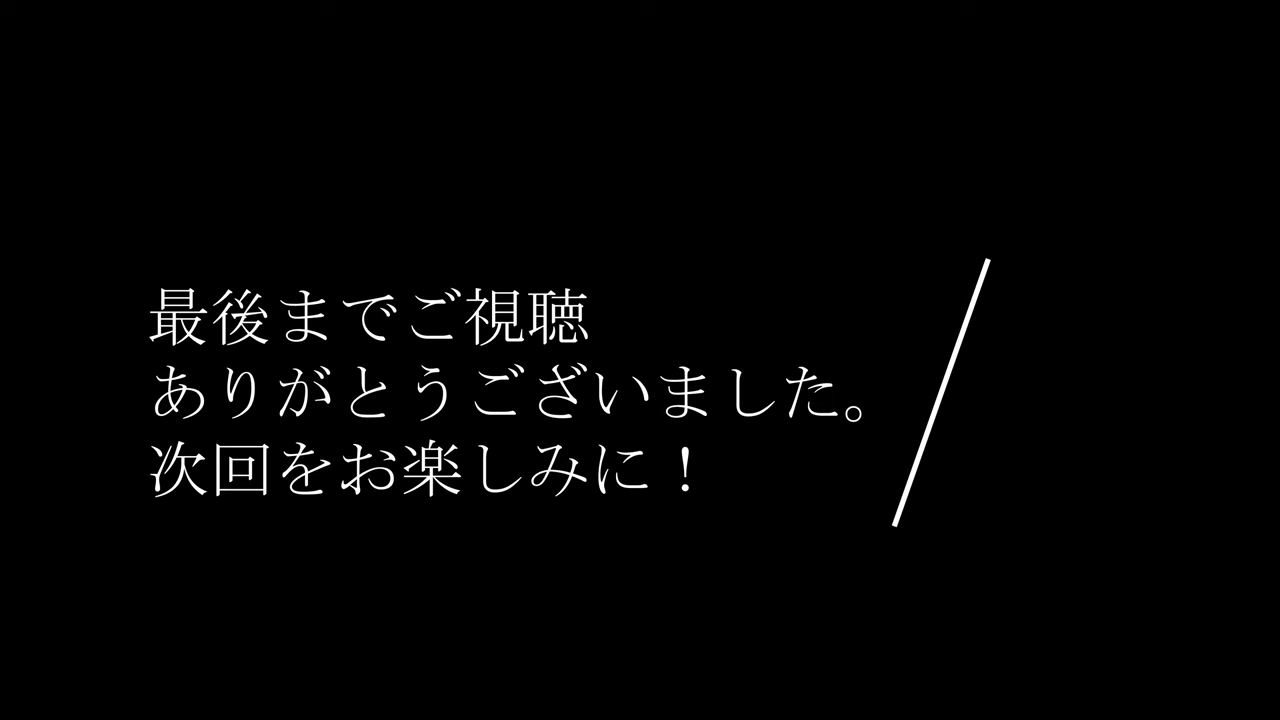 最後までご視聴
ありがとうございました。
次回をお楽しみに！